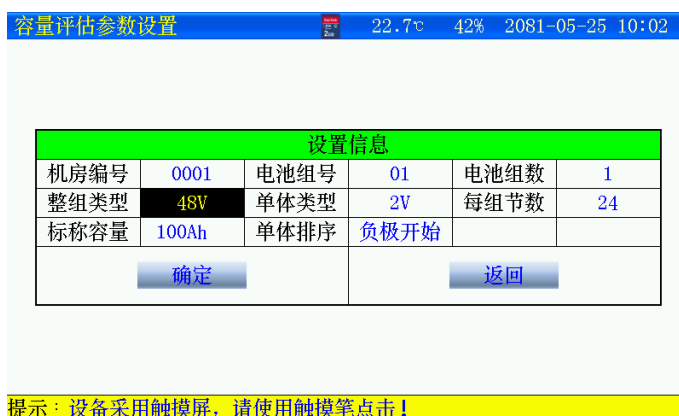 容量评估参数设置 22.7℃ 42% 2081-05-25 10:02
设置信息
机房编号 0001 电池组号 01 电池组数 1
整组类型 48V 单体类型 2V 每组节数 24
标称容量 100Ah 单体排序 负极开始
确定 返回
提示：设备采用触摸屏，请使用触摸笔点击！